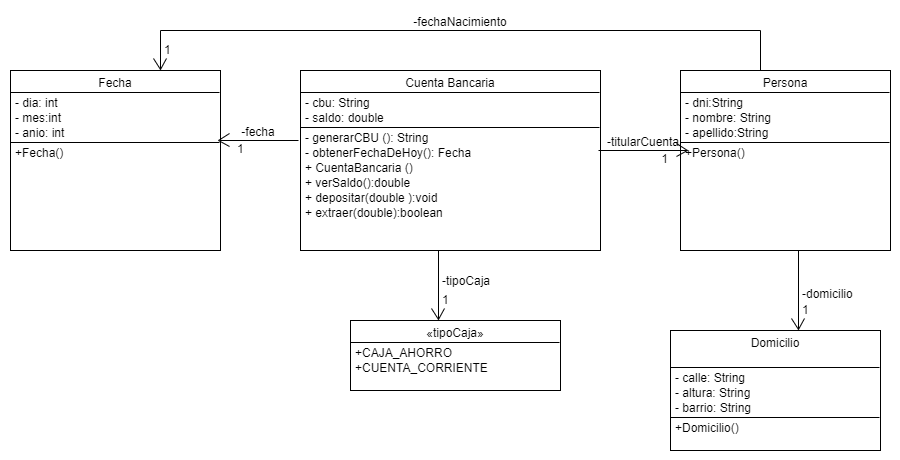 -fechaNacimiento
1
Fecha
- dia: int
- mes:int
- anio: int
+Fecha()
-fecha
1
Cuenta Bancaria
- cbu: String
- saldo: double
- generarCBU (): String
- obtenerFechaDeHoy(): Fecha
+ CuentaBancaria ()
+ verSaldo():double
+ depositar(double ):void
+ extraer(double):boolean
-titularCuenta
1
Persona
- dni:String
- nombre: String
- apellido:String
+Persona()
-tipoCaja
1
«tipoCaja»
+CAJA_AHORRO
+CUENTA_CORRIENTE
-domicilio
1
Domicilio
- calle: String
- altura: String
- barrio: String
+Domicilio()